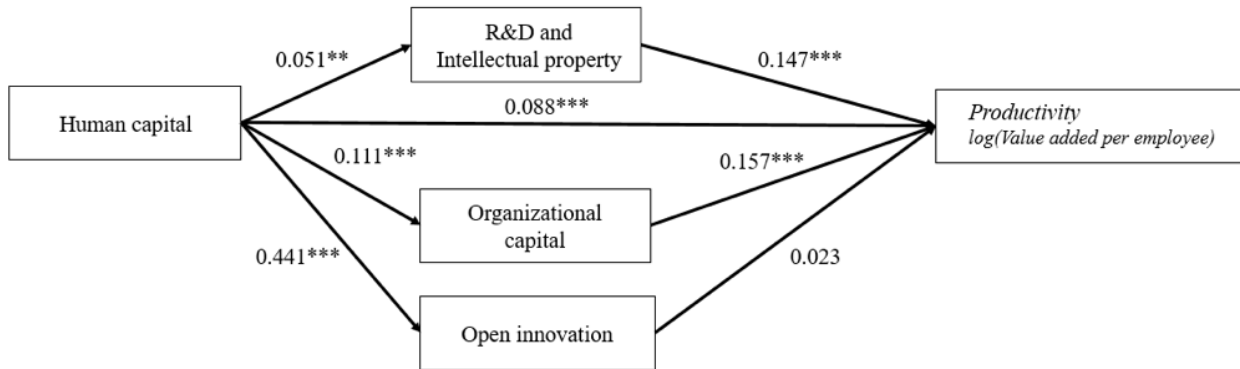 R&D and
Intellectual property
0.051**
0.147***
0.088***
Human capital
Productivity
log(Value added per employee)
0.111***
0.157***
Organizational
capital
0.441***
0.023
Open innovation